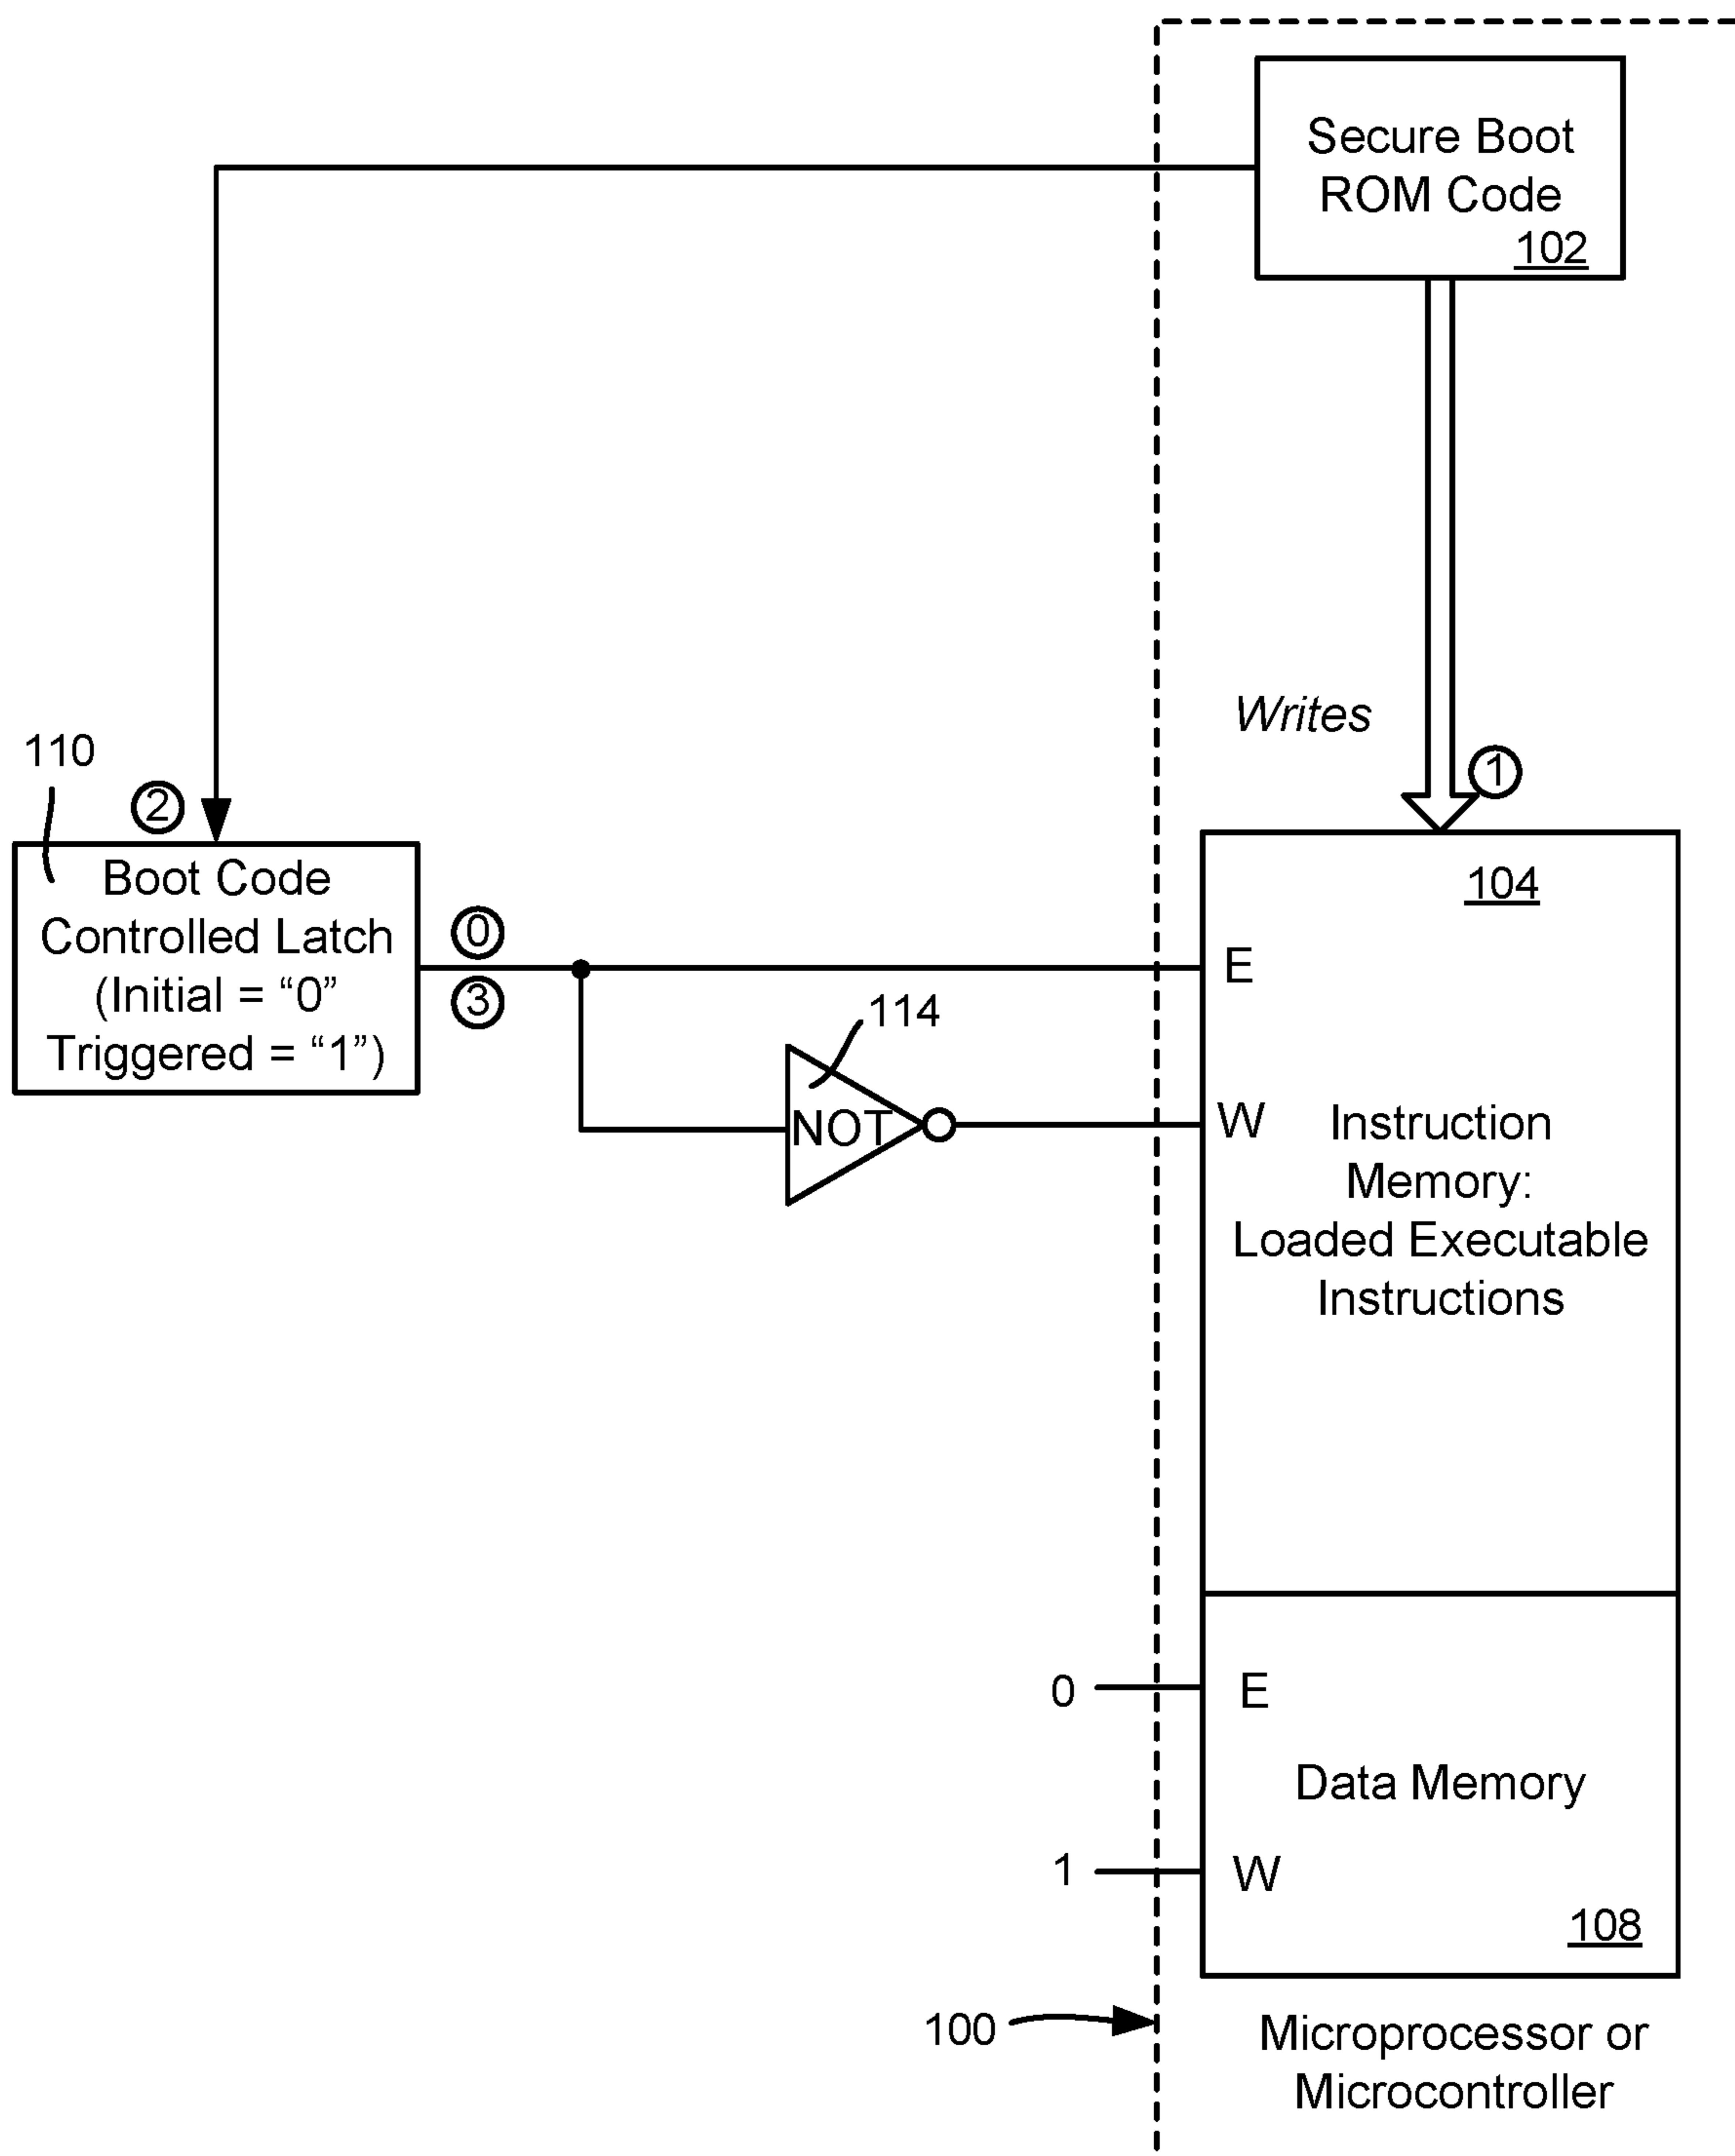 Secure Boot
ROM Code
102
Writes
①
110
②
Boot Code
Controlled Latch
(Initial = “0”
Triggered = “1”)
⓪
③
104
E
114
NOT
W
Instruction
Memory:
Loaded Executable
Instructions
0
E
Data Memory
1
W
108
100
Microprocessor or
Microcontroller